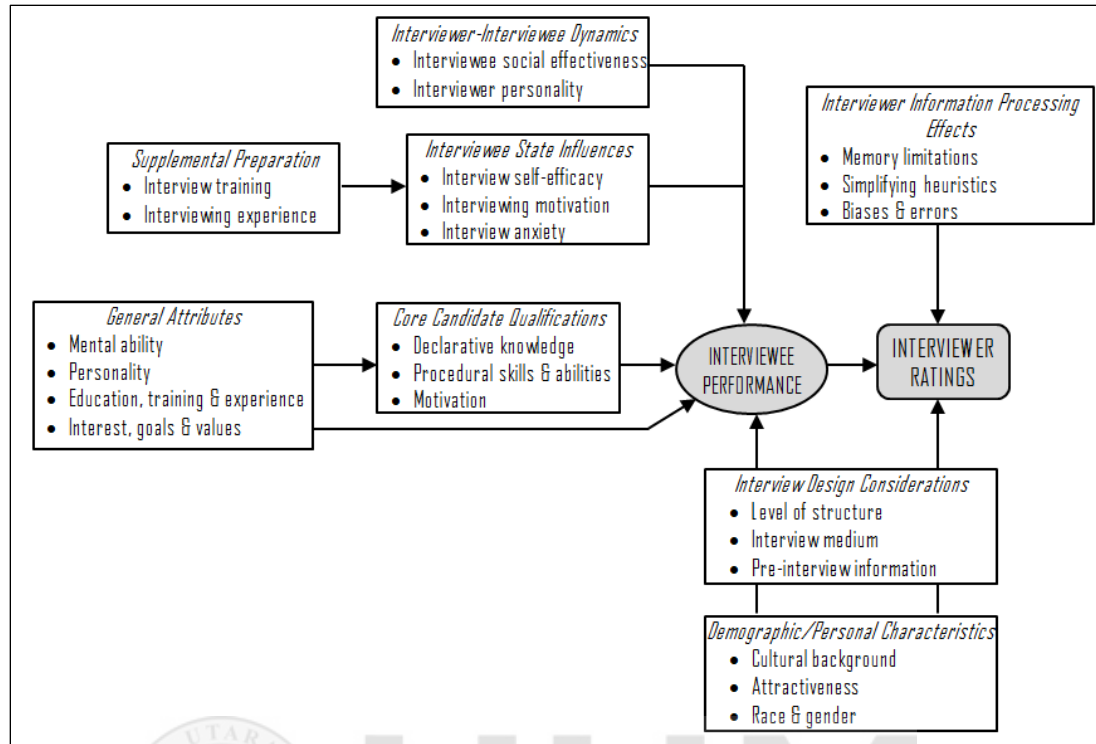 Interviewer-Interviewee Dynamics
• Interviewee social effectiveness
• Interviewer personality
Interviewer Information Processing
Effects
• Memory limitations
• Simplifying heuristics
• Biases & errors
Supplemental Preparation
• Interview training
• Interviewing experience
Interviewee State Influences
• Interview self-efficacy
• Interviewing motivation
• Interview anxiety
General Attributes
• Mental ability
• Personality
• Education, training & experience
• Interest, goals & values
Core Candidate Qualifications
• Declarative knowledge
• Procedural skills & abilities
• Motivation
INTERVIEWEE
PERFORMANCE
INTERVIEWER
RATINGS
Interview Design Considerations
• Level of structure
• Interview medium
• Pre-interview information
Demographic/Personal Characteristics
• Cultural background
• Attractiveness
• Race & gender
UTAR